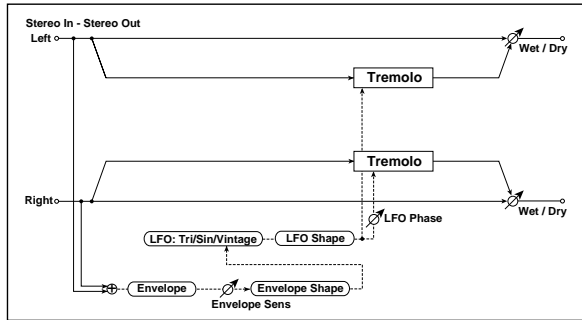 Stereo In - Stereo Out
Left
Wet / Dry
Tremolo
Tremolo
Right
Wet / Dry
LFO Phase
LFO: Tri/Sin/Vintage
LFO Shape
Envelope
Envelope Sens
Envelope Shape